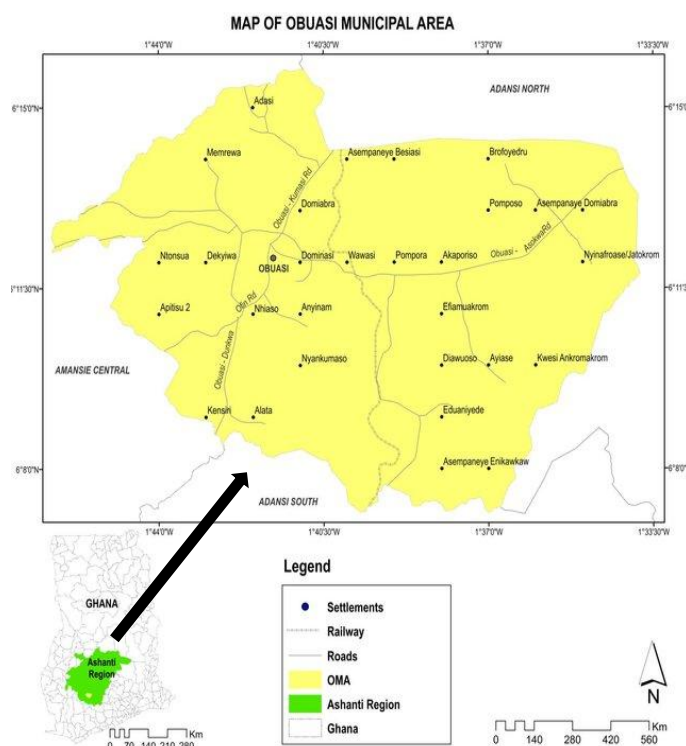 MAP OF OBUASI MUNICIPAL AREA
1°44'0"W 1°40'30"W 1°37'0"W 1°33'30"W
6°15'0"N 6°15'0"N
ADANSI NORTH
Adasi
Memrewa
Asempaneye Besiasi
Brofoyedru
Obuasi - Kumasi Rd
Domiabra
Pomposo
Asempanaye Domiabra
Ntonsua
Dekyiwa
OBUASI
Dominasi
Wawasi
Pompora
Akaporiso
Obuasi - AsokwaRd
Nyinafroase/Jatokrom
6°11'30"N
Apitisu 2
Ofin Rd
Nhiaso
Anyinam
Efiamuakrom
AMANSIE CENTRAL
Obuasi - Dunkwa
Nyankumaso
Diawuoso
Ayiase
Kwesi Ankromakrom
Kensiri
Alata
Eduaniyede
Asempaneye Enikawkaw
6°8'0"N 6°8'0"N
ADANSI SOUTH
1°44'0"W 1°40'30"W 1°37'0"W 1°33'30"W
GHANA
Ashanti
Region
Km
0 70 140 210 280
Legend
Settlements
Railway
Roads
OMA
Ashanti Region
Ghana
N
Km
0 140 280 420 560